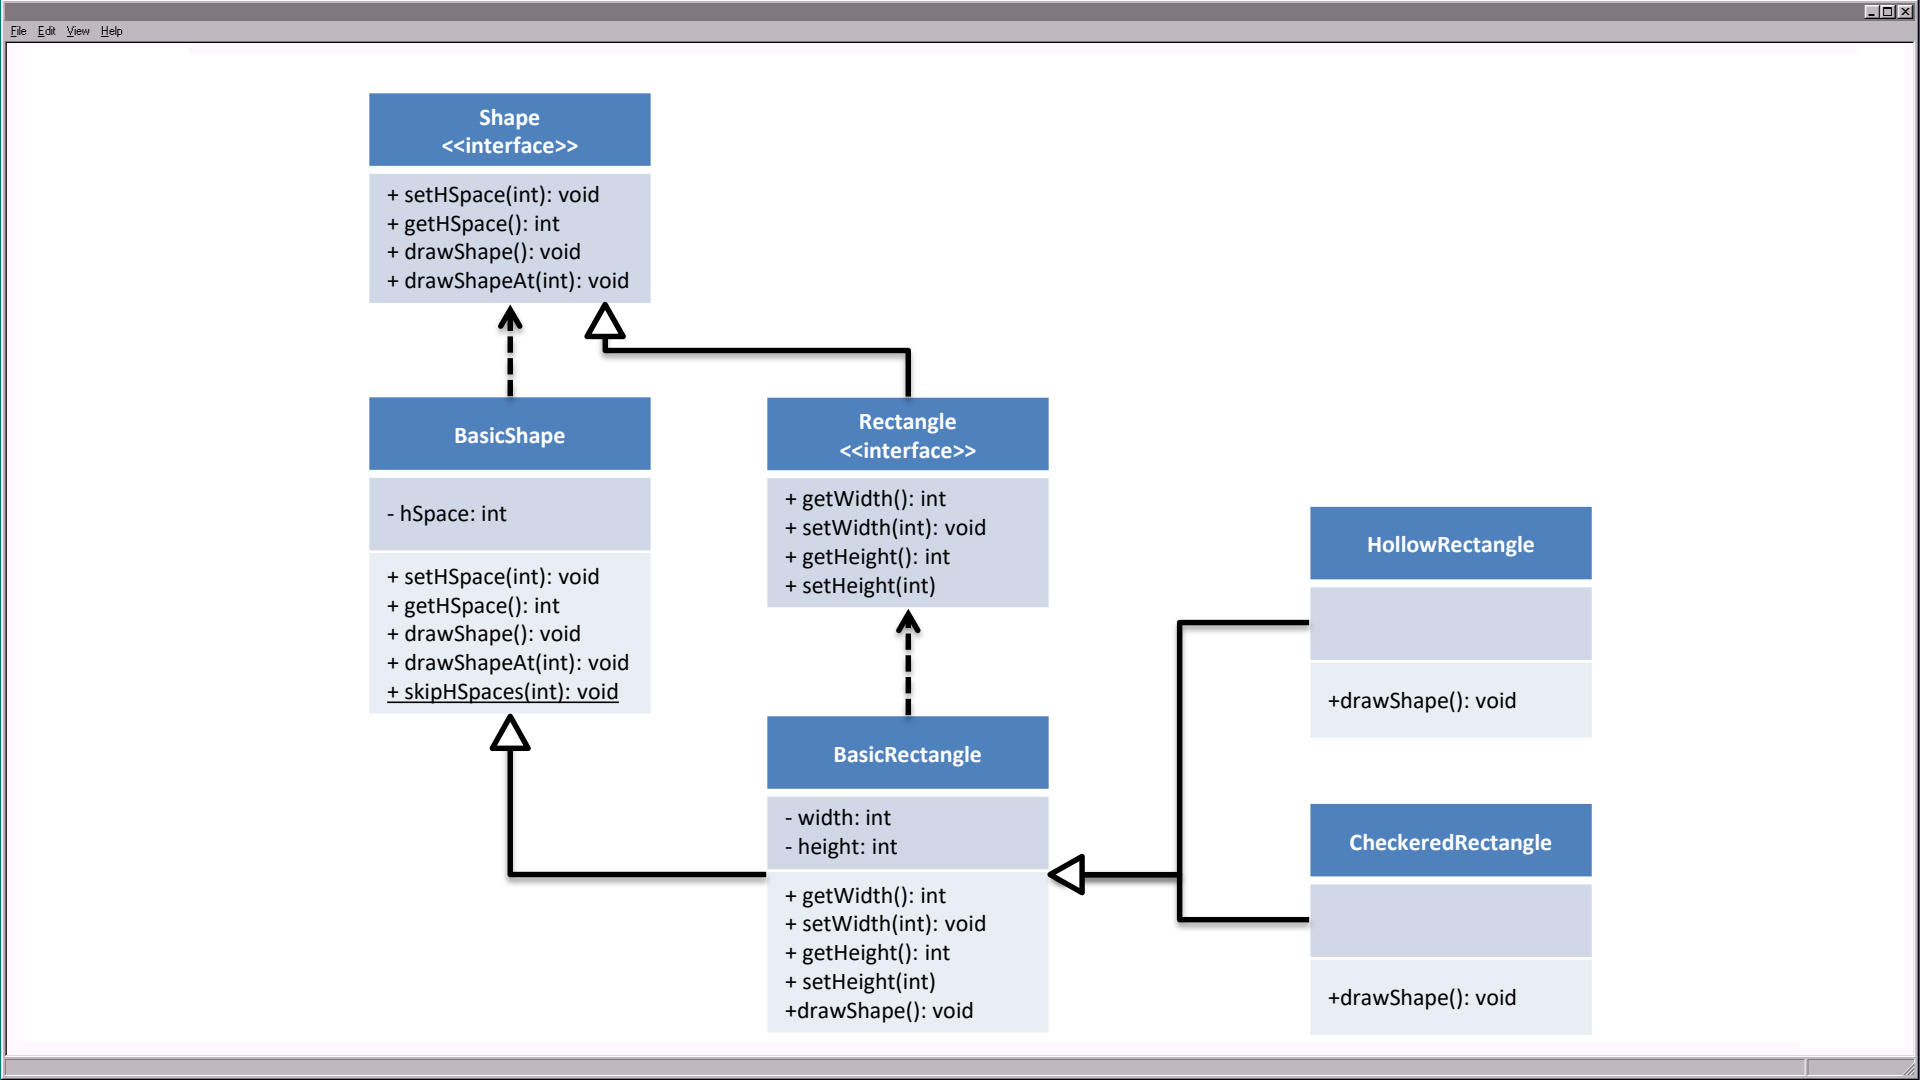 File Edit View Help
Shape
<<interface>>
+ setHSpace(int): void
+ getHSpace(): int
+ drawShape(): void
+ drawShapeAt(int): void
BasicShape
- hSpace: int
+ setHSpace(int): void
+ getHSpace(): int
+ drawShape(): void
+ drawShapeAt(int): void
+ skipHSpaces(int): void
Rectangle
<<interface>>
+ getWidth(): int
+ setWidth(int): void
+ getHeight(): int
+ setHeight(int)
BasicRectangle
- width: int
- height: int
+ getWidth(): int
+ setWidth(int): void
+ getHeight(): int
+ setHeight(int)
+drawShape(): void
HollowRectangle
+drawShape(): void
CheckeredRectangle
+drawShape(): void